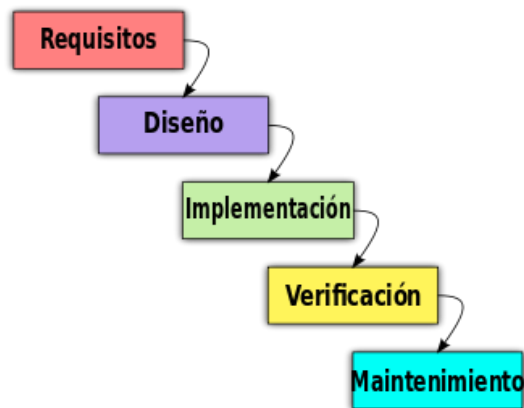 Requisitos
Diseño
Implementación
Verificación
Maintenimiento